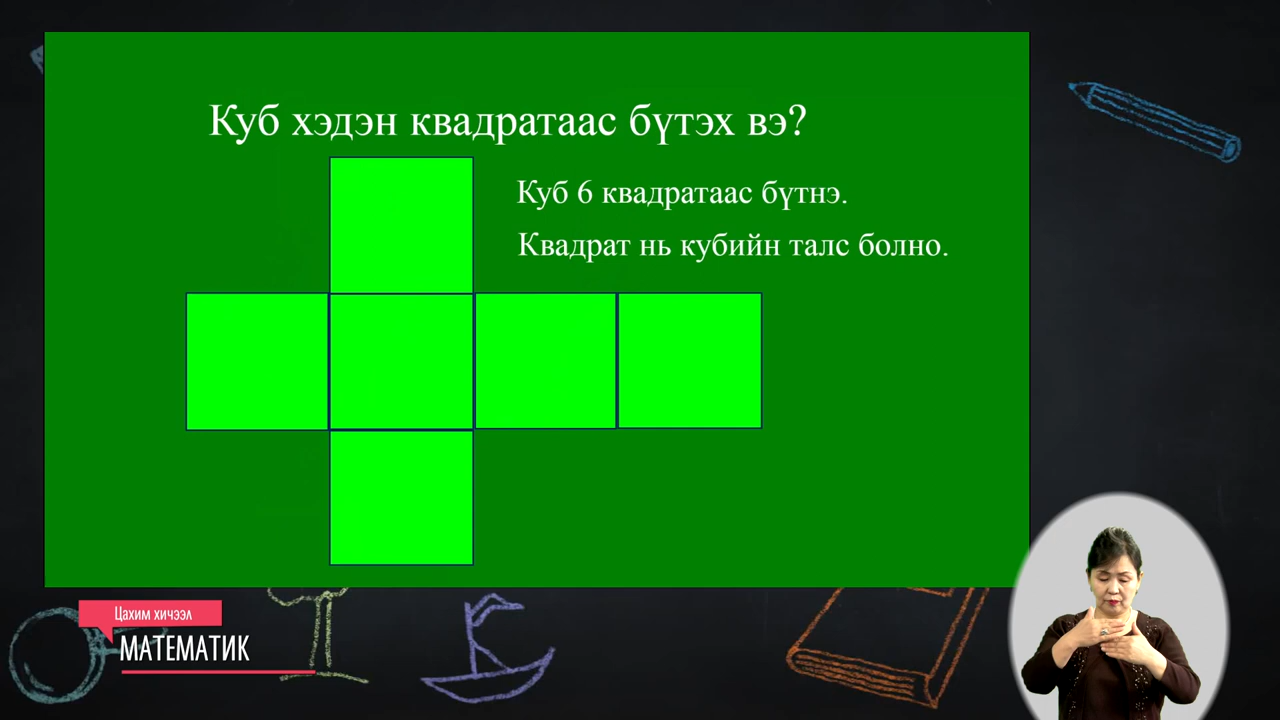 Куб хэдэн квадратаас бүтэх вэ?
Куб 6 квадратаас бүтнэ.
Квадрат нь кубийн талс болно.
Цахим хичээл
МАТЕМАТИК